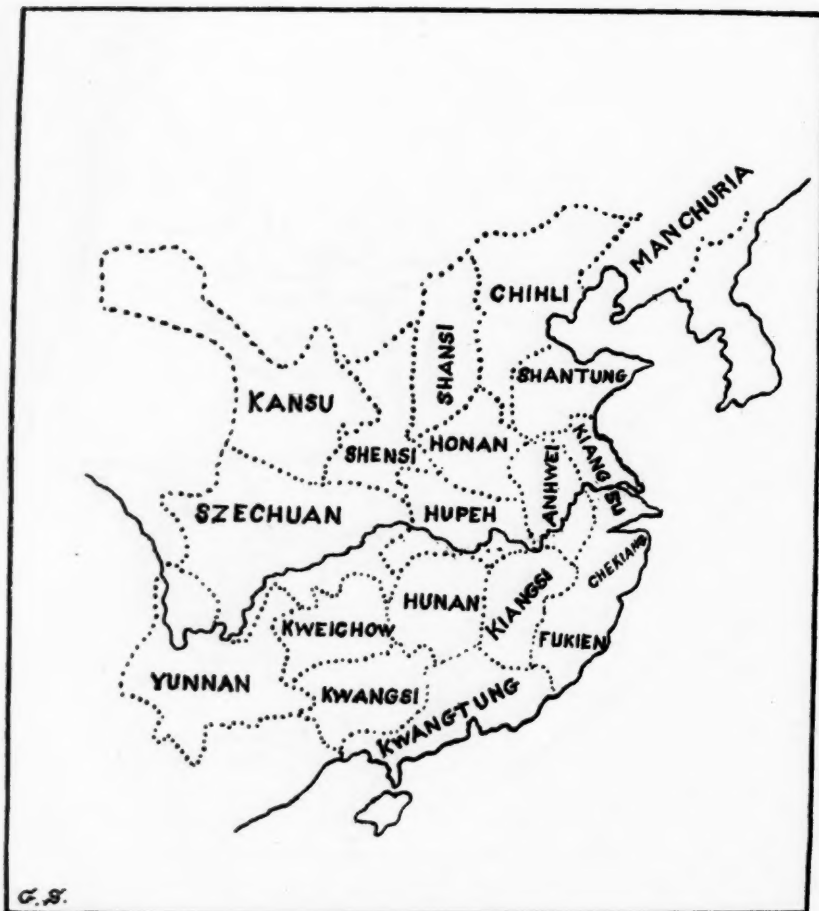 MANCHURIA
CHIHLI
SHANSI
SHANTUNG
KANSU
SHENSI
HONAN
KIANGSU
ANHWEI
SZECHUAN
HUPEH
CHEKIANG
HUNAN
KIANGSI
KWEICHOW
FUKIEN
YUNNAN
KWANGSI
KWANGTUNG
G.S.